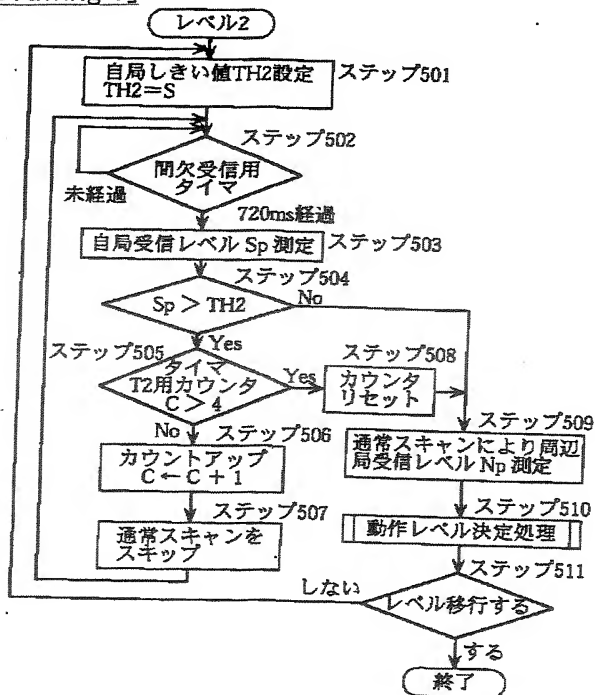 レベル2
自局しきい値TH2設定
TH2=S
ステップ501
ステップ502
間欠受信用
タイマ
未経過
720ms経過
自局受信レベル Sp 測定
ステップ503
ステップ504
Sp > TH2
No
Yes
ステップ505
タイマ
T2用カウンタ
C > 4
Yes
ステップ508
カウンタ
リセット
No
ステップ506
カウントアップ
C ← C + 1
ステップ509
通常スキャンにより周辺
局受信レベル Np 測定
ステップ507
通常スキャンを
スキップ
ステップ510
動作レベル決定処理
ステップ511
しない
レベル移行する
する
終了